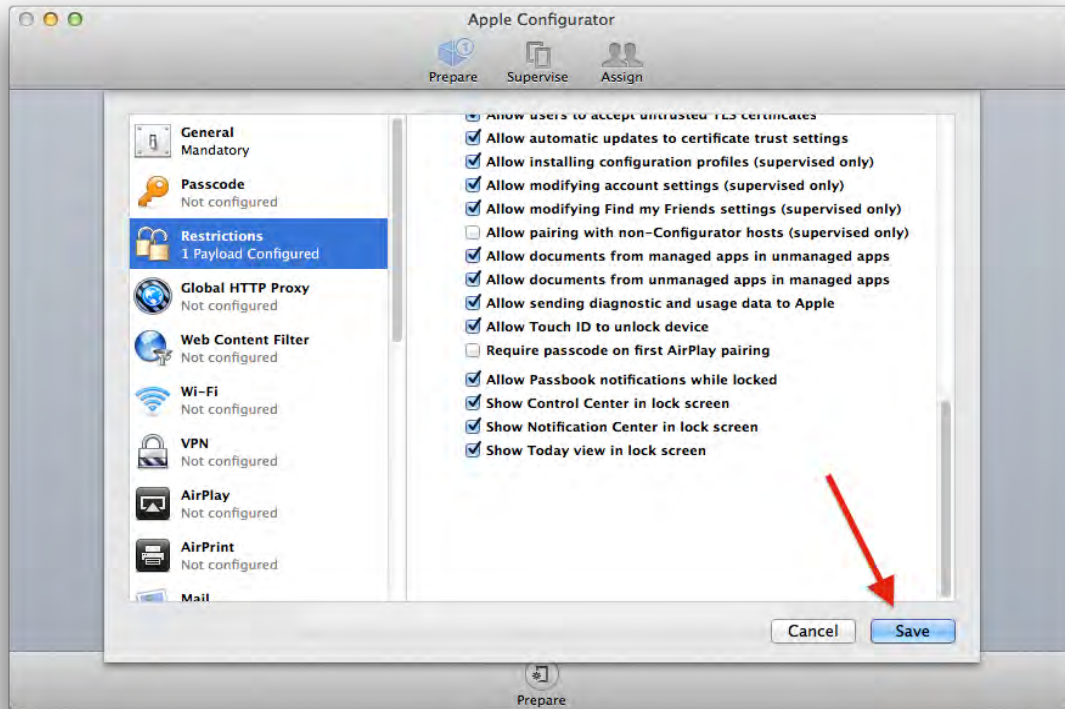 Apple Configurator
Prepare
Supervise
Assign
General
Mandatory
Passcode
Not configured
Restrictions
1 Payload Configured
Global HTTP Proxy
Not configured
Web Content Filter
Not configured
Wi-Fi
Not configured
VPN
Not configured
AirPlay
Not configured
AirPrint
Not configured
Mail
Allow users to accept untrusted TLS certificates
Allow automatic updates to certificate trust settings
Allow installing configuration profiles (supervised only)
Allow modifying account settings (supervised only)
Allow modifying Find my Friends settings (supervised only)
Allow pairing with non-Configurator hosts (supervised only)
Allow documents from managed apps in unmanaged apps
Allow documents from unmanaged apps in managed apps
Allow sending diagnostic and usage data to Apple
Allow Touch ID to unlock device
Require passcode on first AirPlay pairing
Allow Passbook notifications while locked
Show Control Center in lock screen
Show Notification Center in lock screen
Show Today view in lock screen
Cancel
Save
Prepare